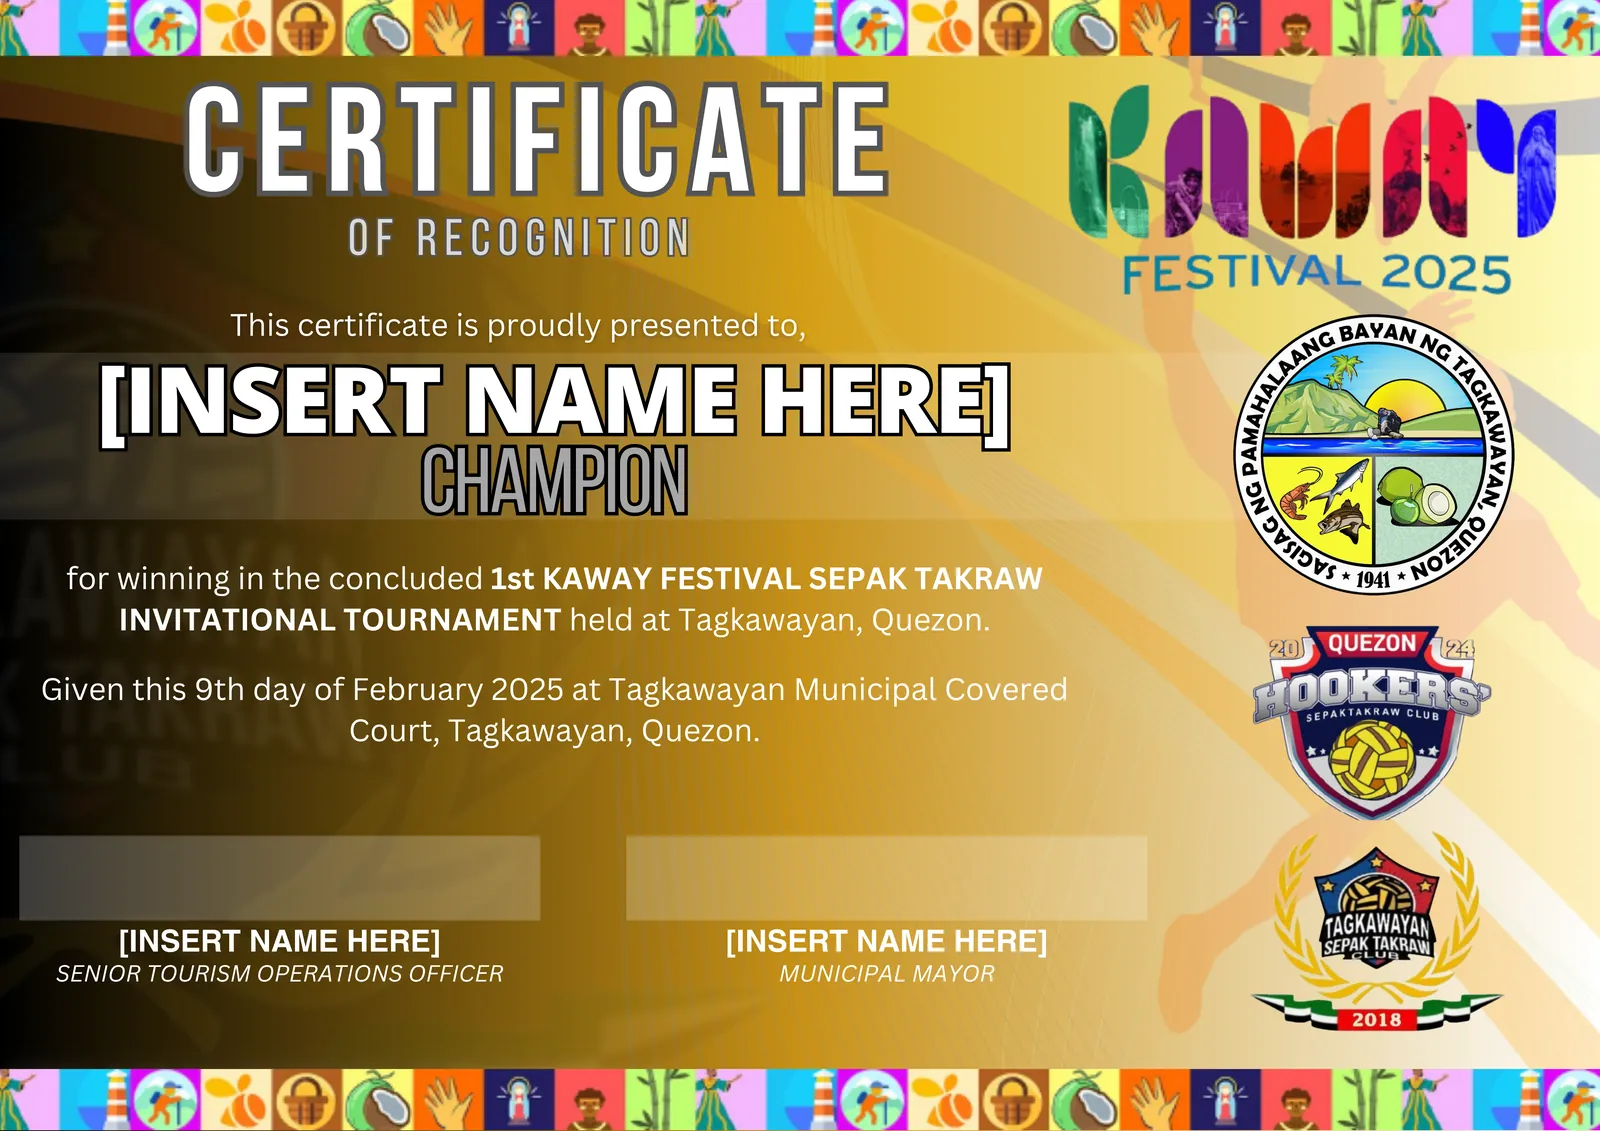 CERTIFICATE
OF RECOGNITION
This certificate is proudly presented to,
[INSERT NAME HERE]
CHAMPION
for winning in the concluded 1st KAWAY FESTIVAL SEPAK TAKRAW
INVITATIONAL TOURNAMENT held at Tagkawayan, Quezon.
Given this 9th day of February 2025 at Tagkawayan Municipal Covered
Court, Tagkawayan, Quezon.
[INSERT NAME HERE]
SENIOR TOURISM OPERATIONS OFFICER
[INSERT NAME HERE]
MUNICIPAL MAYOR
KAWAY
FESTIVAL 2025
SAGISAG NG PAMAHALAANG BAYAN NG TAGKAWAYAN, QUEZON
★ 1941 ★
20 QUEZON 24
HOOKERS'
SEPAKTAKRAW CLUB
TAGKAWAYAN
SEPAK TAKRAW
CLUB
2018
AWAYAN
K TAKRAW
LUB